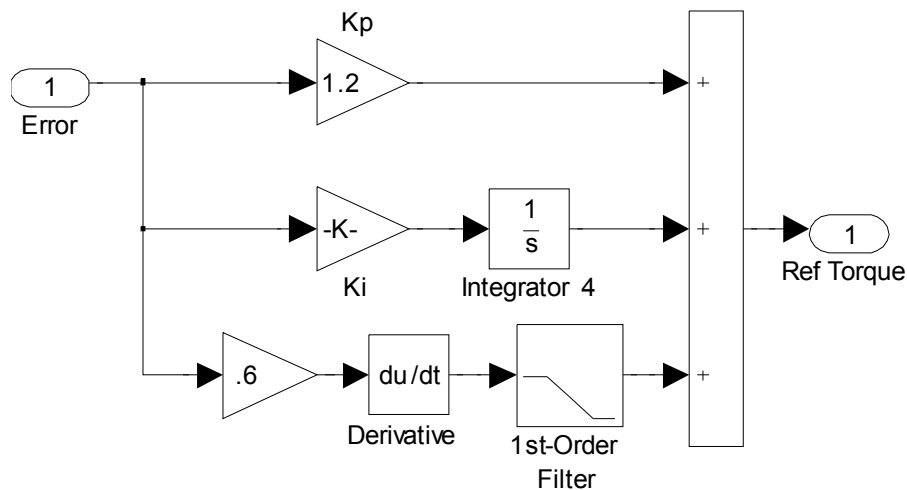 Kp
1
1.2
+
Error
-K-
1
s
+
1
Ki
Integrator 4
Ref Torque
.6
du/dt
+
Derivative
1st-Order
Filter